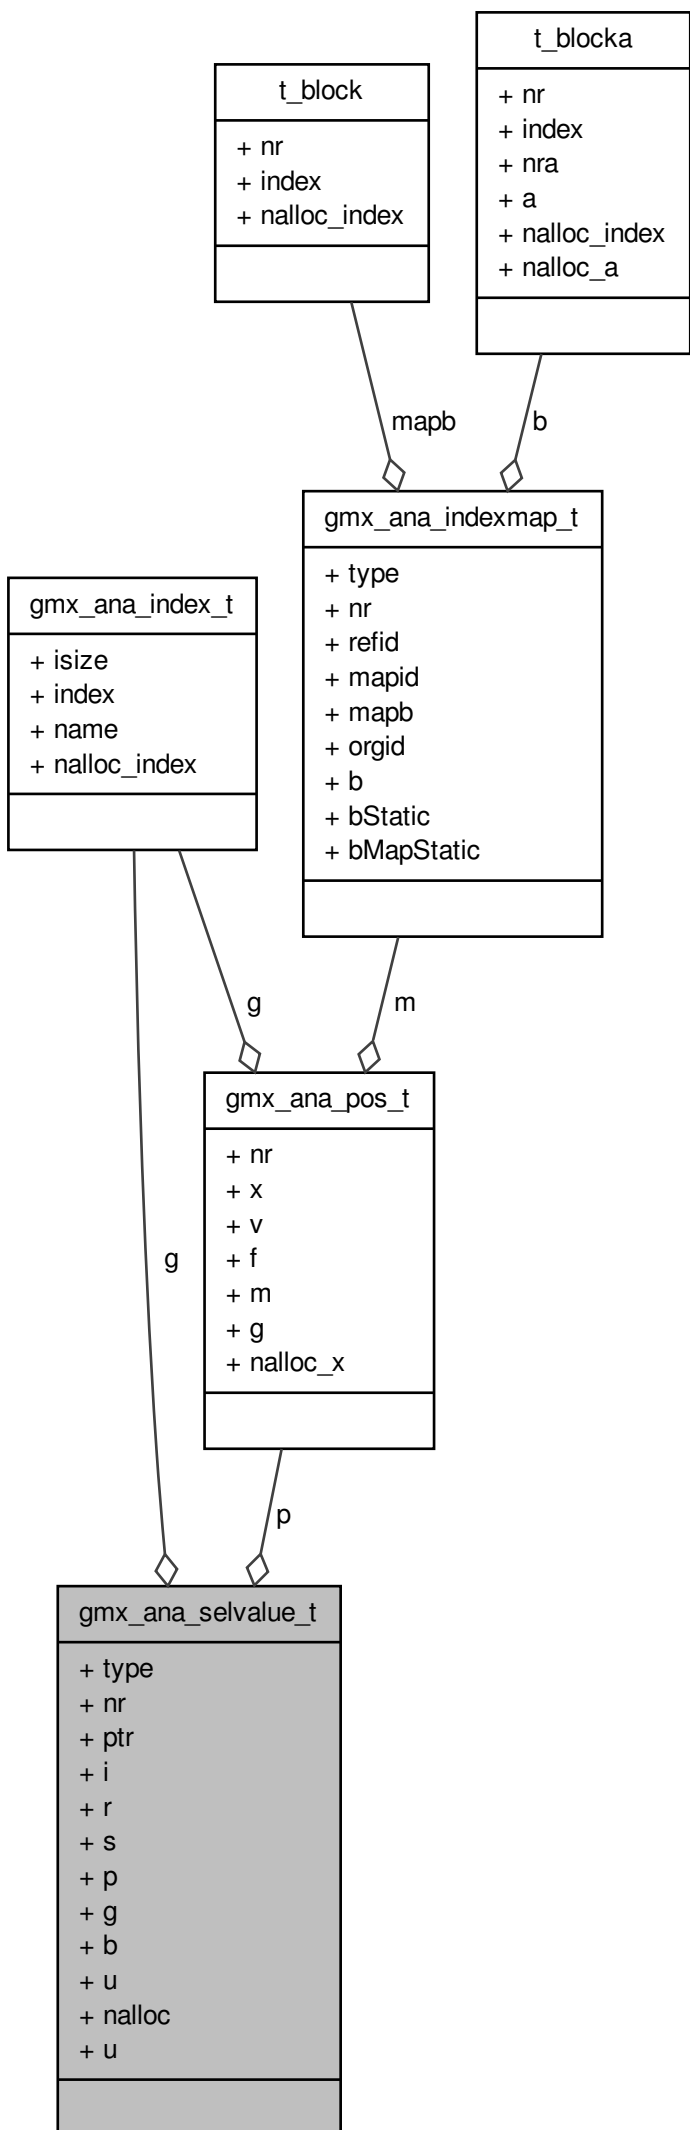 t_blocka
+ nr
+ index
+ nra
+ a
+ nalloc_index
+ nalloc_a
t_block
+ nr
+ index
+ nalloc_index
mapb
b
gmx_ana_indexmap_t
+ type
+ nr
+ refid
+ mapid
+ mapb
+ orgid
+ b
+ bStatic
+ bMapStatic
gmx_ana_index_t
+ isize
+ index
+ name
+ nalloc_index
g
m
gmx_ana_pos_t
+ nr
+ x
+ v
+ f
+ m
+ g
+ nalloc_x
g
p
gmx_ana_selvalue_t
+ type
+ nr
+ ptr
+ i
+ r
+ s
+ p
+ g
+ b
+ u
+ nalloc
+ u